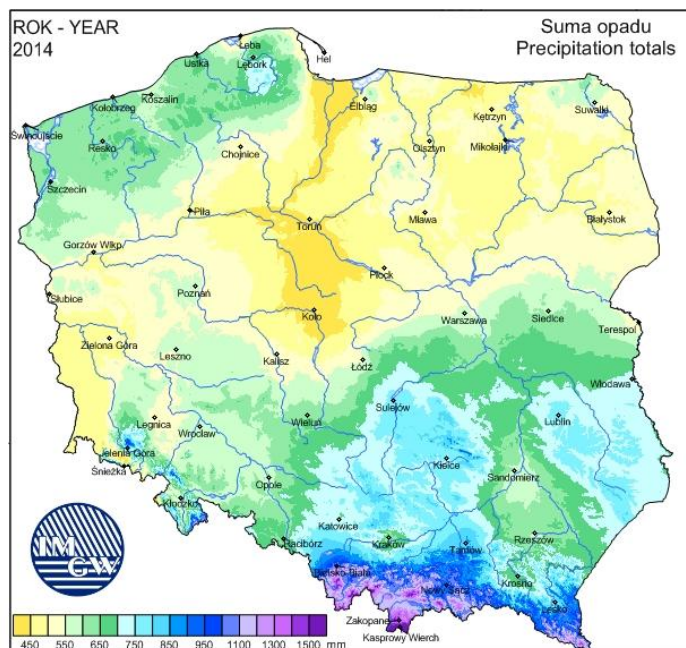 ROK - YEAR
2014
Suma opadu
Precipitation totals
Łeba
Hel
Ustka
Lębork
Koszalin
Kołobrzeg
Elbląg
Kętrzyn
Suwałki
Świnoujście
Resko
Chojnice
Olsztyn
Mikołajki
Szczecin
Piła
Toruń
Mława
Białystok
Gorzów Wlkp.
Płock
Słubice
Poznań
Koło
Warszawa
Siedlce
Terespol
Zielona Góra
Leszno
Kalisz
Łódź
Włodawa
Legnica
Wrocław
Wieluń
Sulejów
Lublin
Jelenia Góra
Śnieżka
Kielce
Sandomierz
Opole
Kłodzko
Katowice
Racibórz
Kraków
Tarnów
Rzeszów
Bielsko-Biała
Nowy Sącz
Krosno
Lesko
Zakopane
Kasprowy Wierch
IM
GW
450 550 650 750 850 950 1100 1300 1500 mm